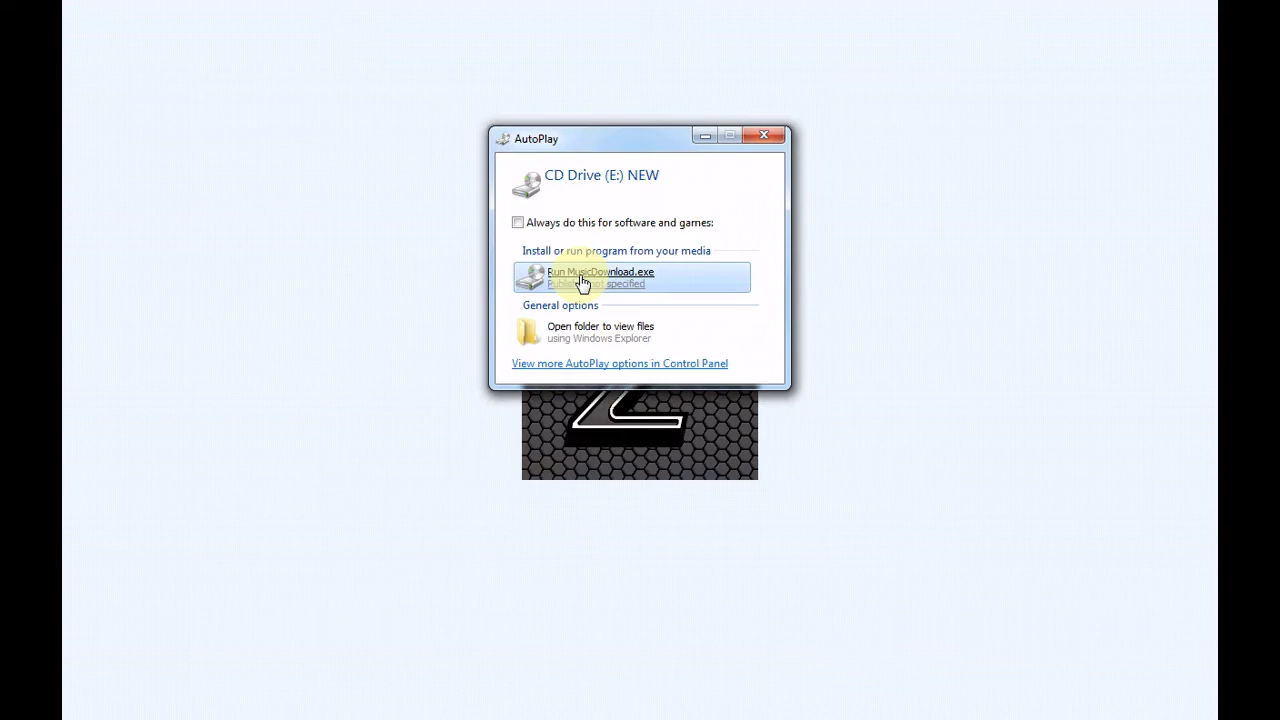 AutoPlay
CD Drive (E:) NEW
Always do this for software and games:
Install or run program from your media
Run MusicDownload.exe
not specified
General options
Open folder to view files
using Windows Explorer
View more AutoPlay options in Control Panel
Z